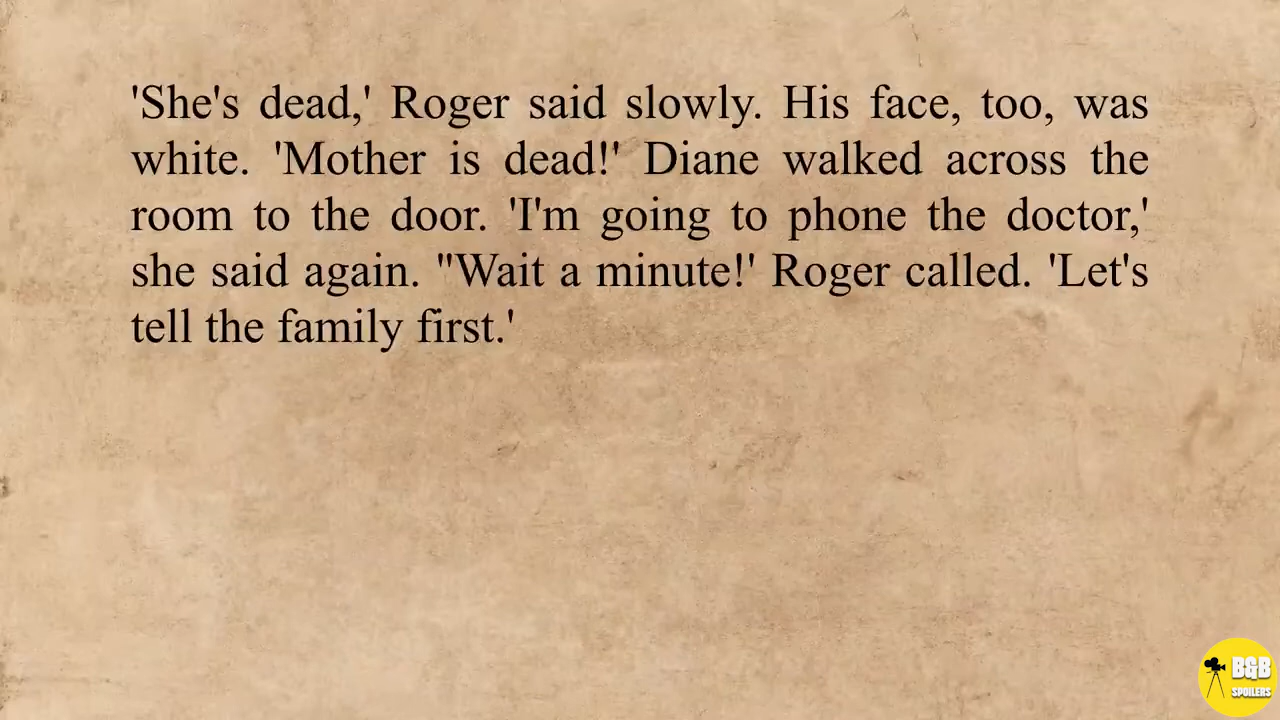 'She's dead,' Roger said slowly. His face, too, was
white. 'Mother is dead!' Diane walked across the
room to the door. 'I'm going to phone the doctor,'
she said again. "Wait a minute!' Roger called. 'Let's
tell the family first.'
B&B
SPOILERS